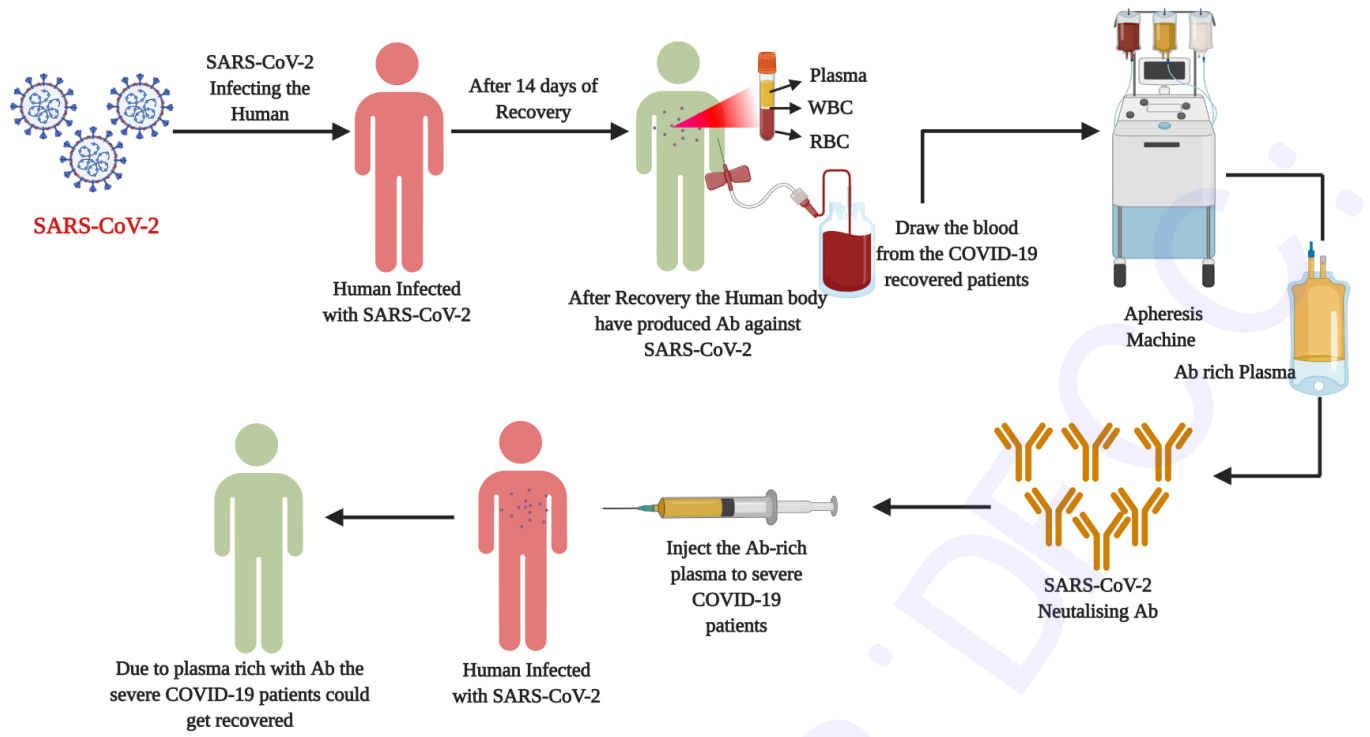 SARS-CoV-2
Infecting the
Human
SARS-CoV-2
Human Infected
with SARS-CoV-2
After 14 days of
Recovery
Plasma
WBC
RBC
After Recovery the Human body
have produced Ab against
SARS-CoV-2
Draw the blood
from the COVID-19
recovered patients
Apheresis
Machine
Ab rich Plasma
SARS-CoV-2
Neutalising Ab
Inject the Ab-rich
plasma to severe
COVID-19
patients
Human Infected
with SARS-CoV-2
Due to plasma rich with Ab the
severe COVID-19 patients could
get recovered